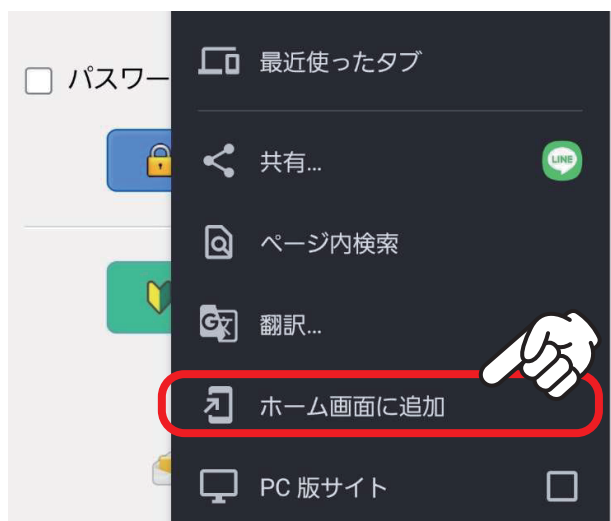 最近使ったタブ
パスワー
共有...
LINE
ページ内検索
翻訳...
ホーム画面に追加
PC 版サイト